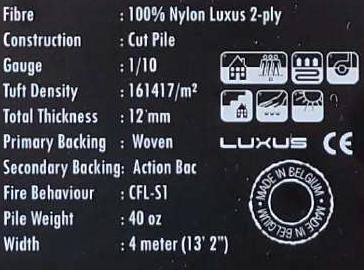 Fibre : 100% Nylon Luxus 2-ply
Construction : Cut Pile
Gauge : 1/10
Tuft Density : 161417/m²
Total Thickness : 12 mm
Primary Backing : Woven
Secondary Backing: Action Bac
Fire Behaviour : CFL-S1
Pile Weight : 40 oz
Width : 4 meter (13' 2")
LUXUS CE
MADE IN BELGIUM • MADE IN BELGIUM •